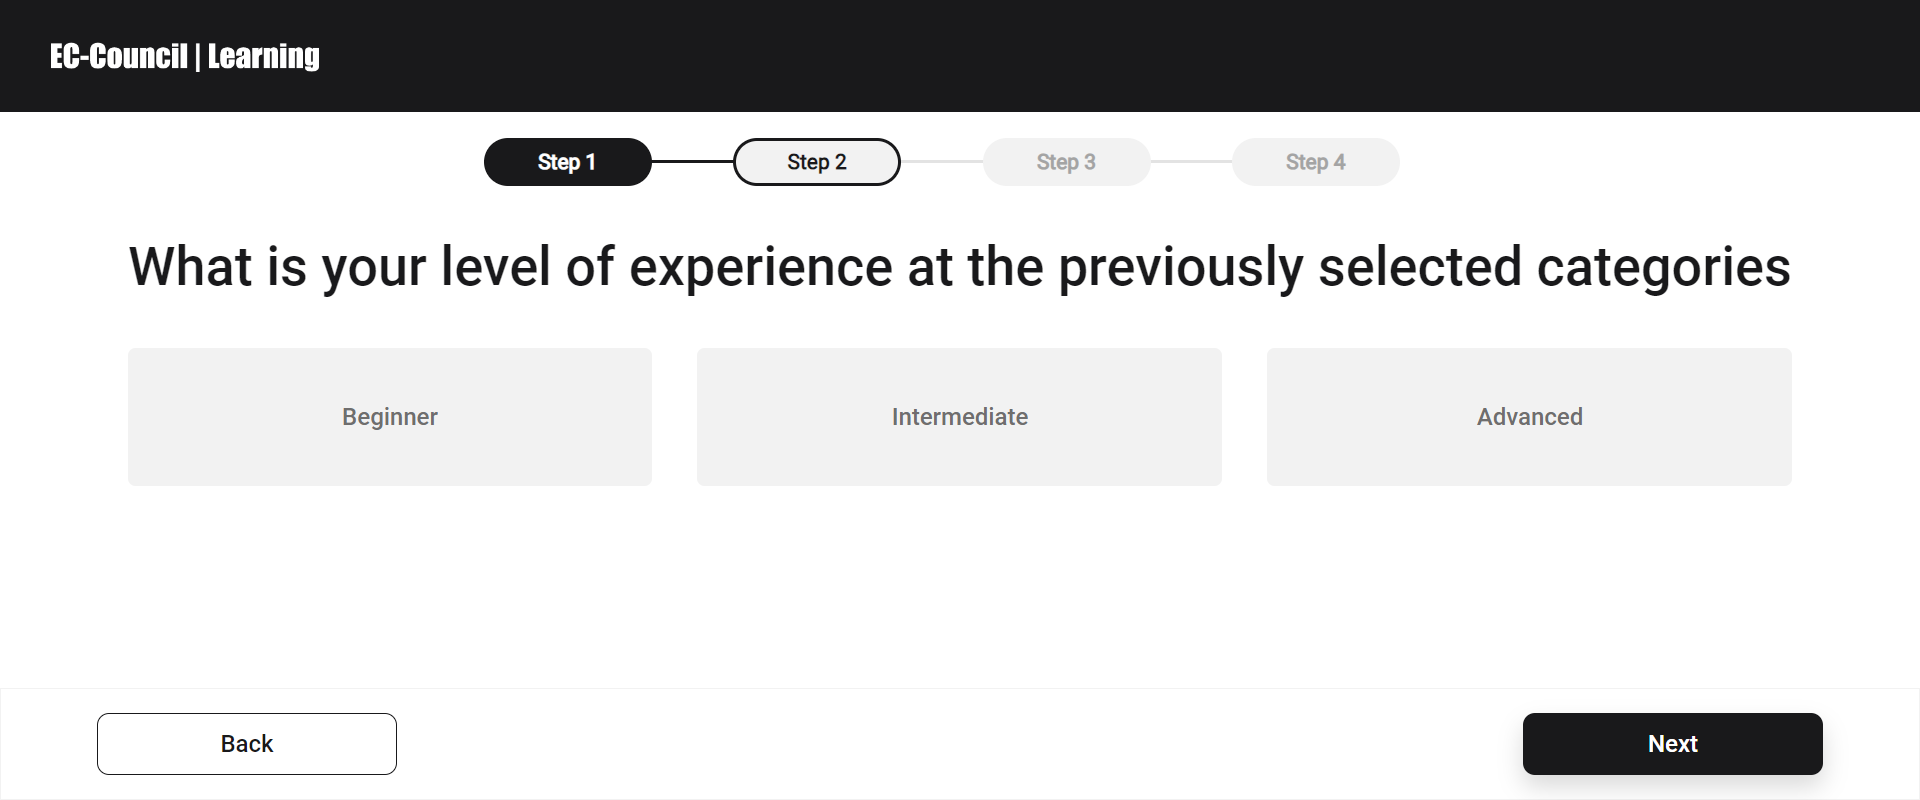 EC-Council | Learning
Step 1 Step 2 Step 3 Step 4
What is your level of experience at the previously selected categories
Beginner Intermediate Advanced
Back Next